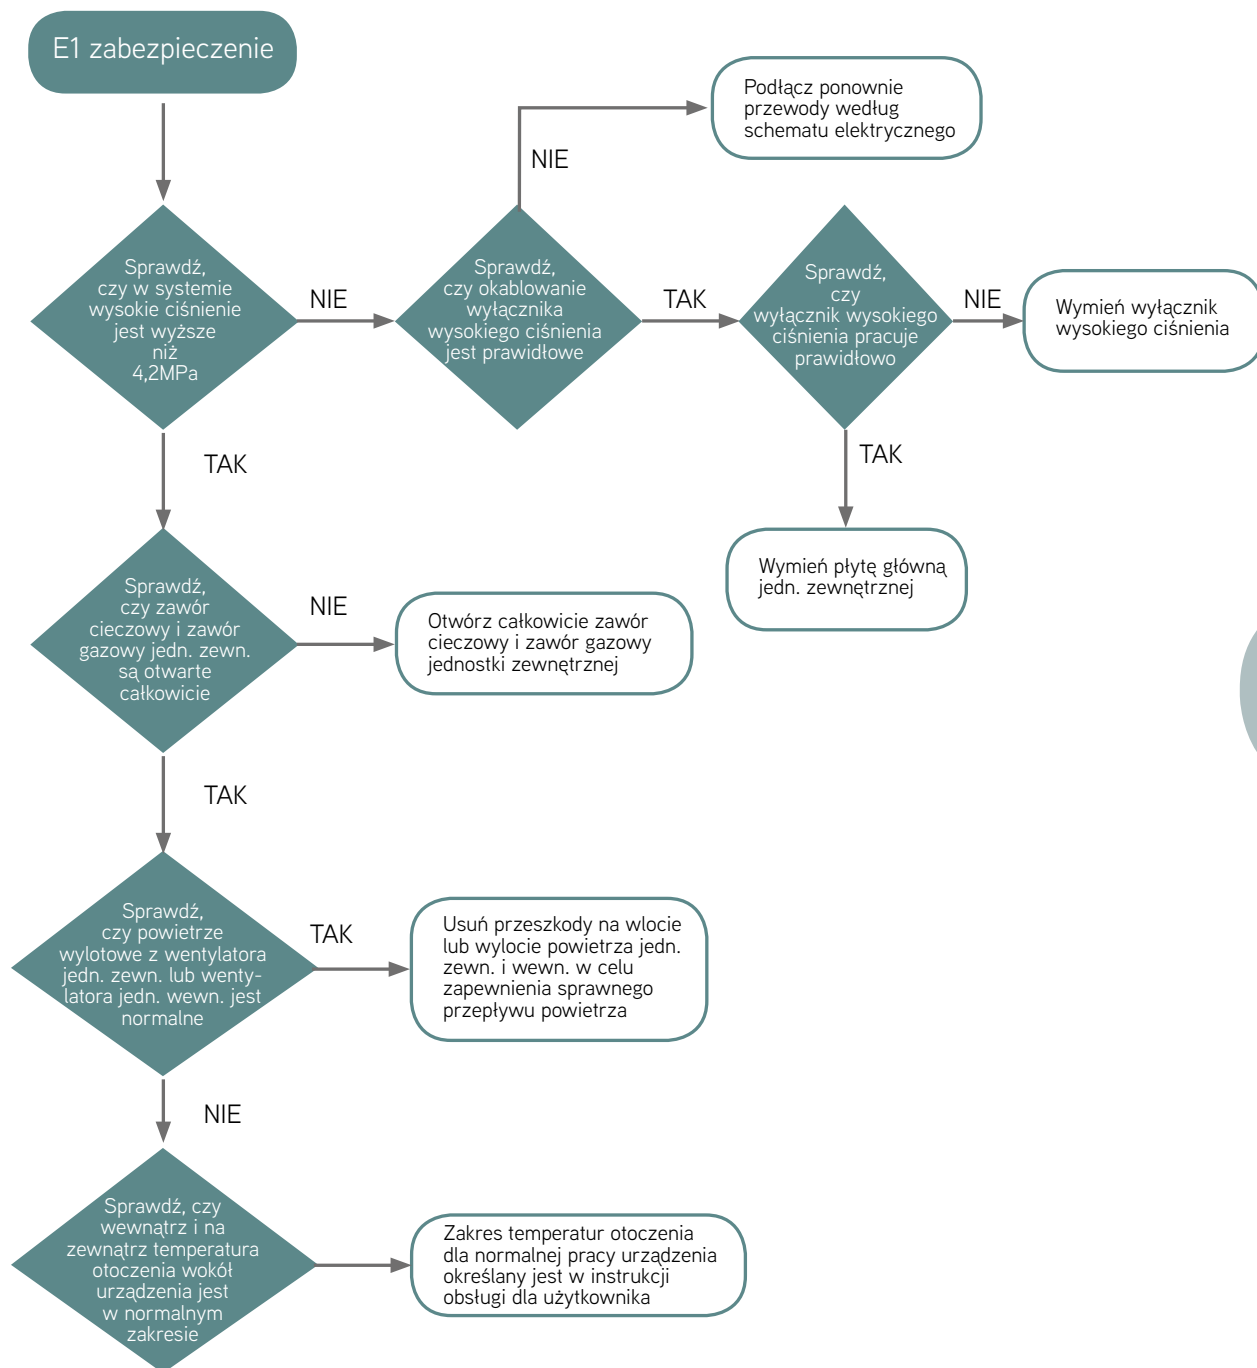 E1 zabezpieczenie
Podłącz ponownie
przewody według
schematu elektrycznego
NIE
Sprawdź,
czy w systemie
wysokie ciśnienie
jest wyższe
niż
4,2MPa
NIE
Sprawdź,
czy okablowanie
wyłącznika
wysokiego ciśnienia
jest prawidłowe
TAK
Sprawdź,
czy
wyłącznik wysokiego
ciśnienia pracuje
prawidłowo
NIE
Wymień wyłącznik
wysokiego ciśnienia
TAK
TAK
Wymień płytę główną
jedn. zewnętrznej
Sprawdź,
czy zawór
cieczowy i zawór
gazowy jedn. zewn.
są otwarte
całkowicie
NIE
Otwórz całkowicie zawór
cieczowy i zawór gazowy
jednostki zewnętrznej
TAK
Sprawdź,
czy powietrze
wylotowe z wentylatora
jedn. zewn. lub wenty-
latora jedn. wewn. jest
normalne
TAK
Usuń przeszkody na wlocie
lub wylocie powietrza jedn.
zewn. i wewn. w celu
zapewnienia sprawnego
przepływu powietrza
NIE
Sprawdź, czy
wewnątrz i na
zewnątrz temperatura
otoczenia wokół
urządzenia jest
w normalnym
zakresie
Zakres temperatur otoczenia
dla normalnej pracy urządzenia
określany jest w instrukcji
obsługi dla użytkownika